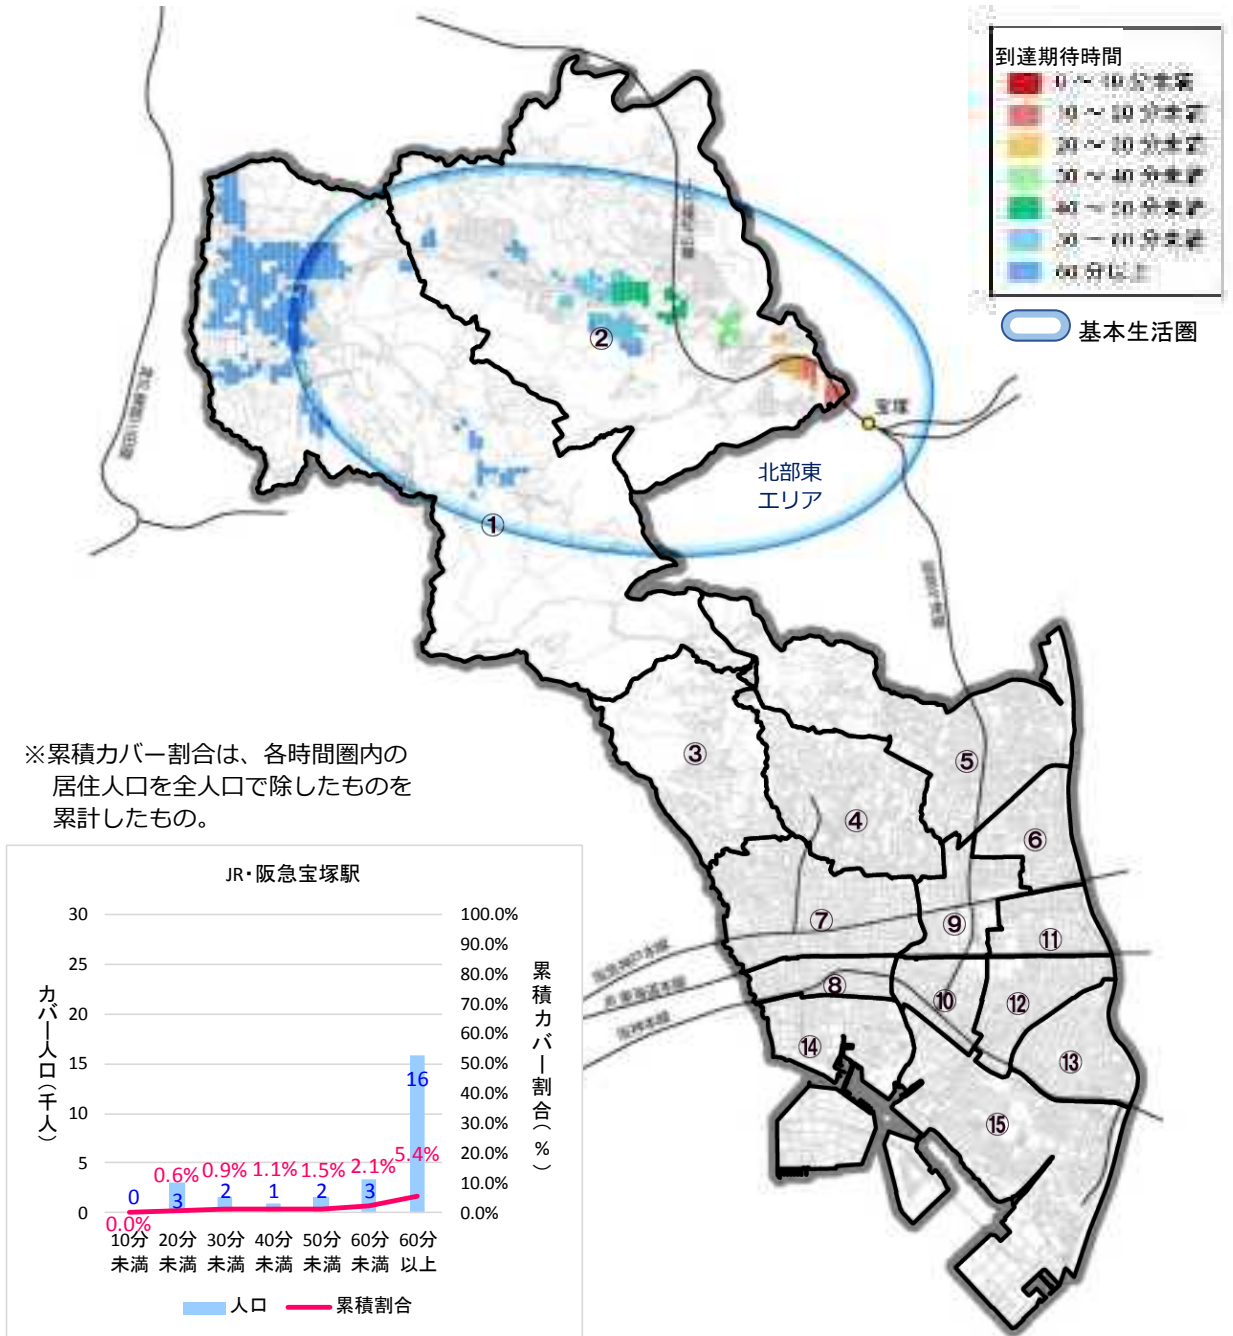 到達期待時間
60分以上
基本生活圏
②
宝塚
北部東
エリア
①
③
※累積カバー割合は、各時間圏内の
居住人口を全人口で除したものを
累計したもの。
④
⑤
⑥
⑦
⑨
⑪
⑧
⑩
⑫
⑭
⑬
⑮
JR・阪急宝塚駅
カバー人口(千人)
30
25
20
15
10
5
0
累積カバー割合(%)
100.0%
90.0%
80.0%
70.0%
60.0%
50.0%
40.0%
30.0%
20.0%
10.0%
0.0%
0 3 2 1 2 3 16
0.0% 0.6% 0.9% 1.1% 1.5% 2.1% 5.4%
10分未満 20分未満 30分未満 40分未満 50分未満 60分未満 60分以上
人口 累積割合